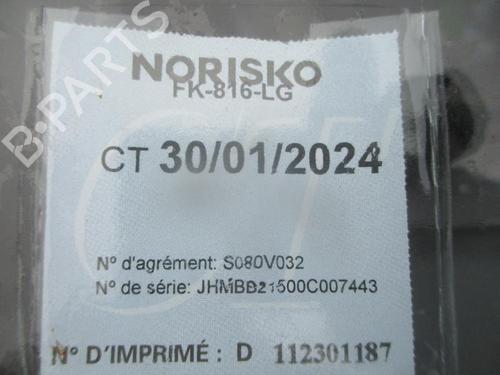 B-PARTS
NORISKO
FK-816-LG
CT 30/01/2024
N° d'agrément: S080V032
N° de série: JHMBB21500C007443
N° D'IMPRIMÉ : D 112301187